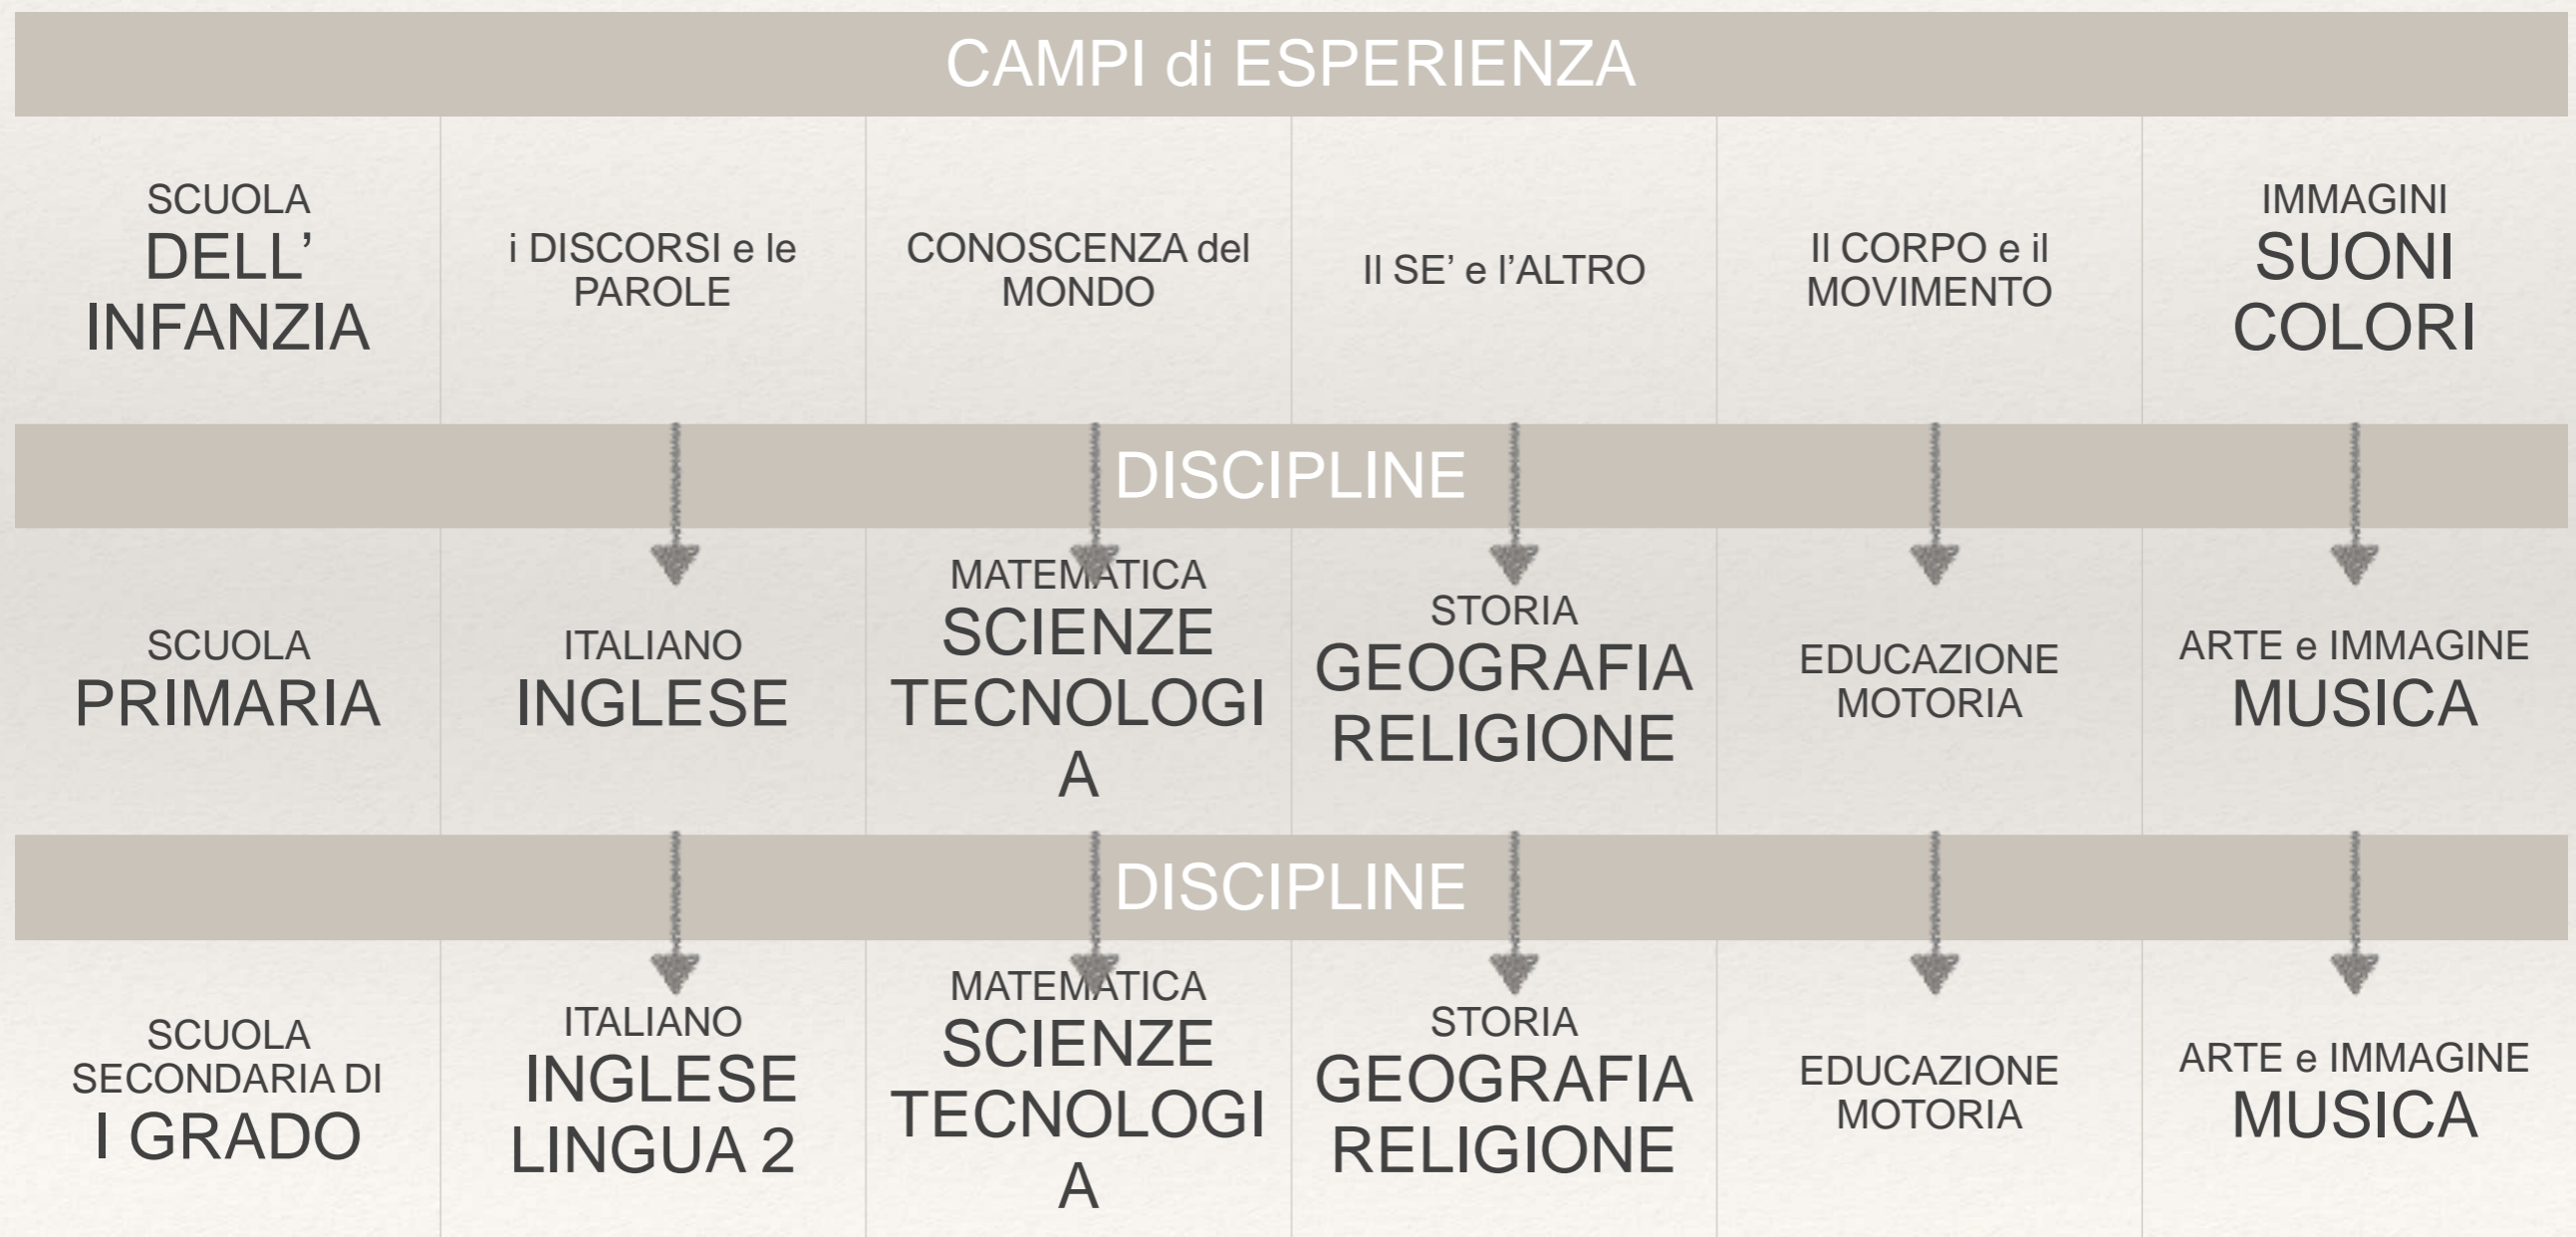 CAMPI di ESPERIENZA
SCUOLA
DELL'
INFANZIA
i DISCORSI e le
PAROLE
CONOSCENZA del
MONDO
Il SE’ e l’ALTRO
Il CORPO e il
MOVIMENTO
IMMAGINI
SUONI
COLORI
DISCIPLINE
SCUOLA
PRIMARIA
ITALIANO
INGLESE
MATEMATICA
SCIENZE
TECNOLOGI
A
STORIA
GEOGRAFIA
RELIGIONE
EDUCAZIONE
MOTORIA
ARTE e IMMAGINE
MUSICA
DISCIPLINE
SCUOLA
SECONDARIA DI
I GRADO
ITALIANO
INGLESE
LINGUA 2
MATEMATICA
SCIENZE
TECNOLOGI
A
STORIA
GEOGRAFIA
RELIGIONE
EDUCAZIONE
MOTORIA
ARTE e IMMAGINE
MUSICA